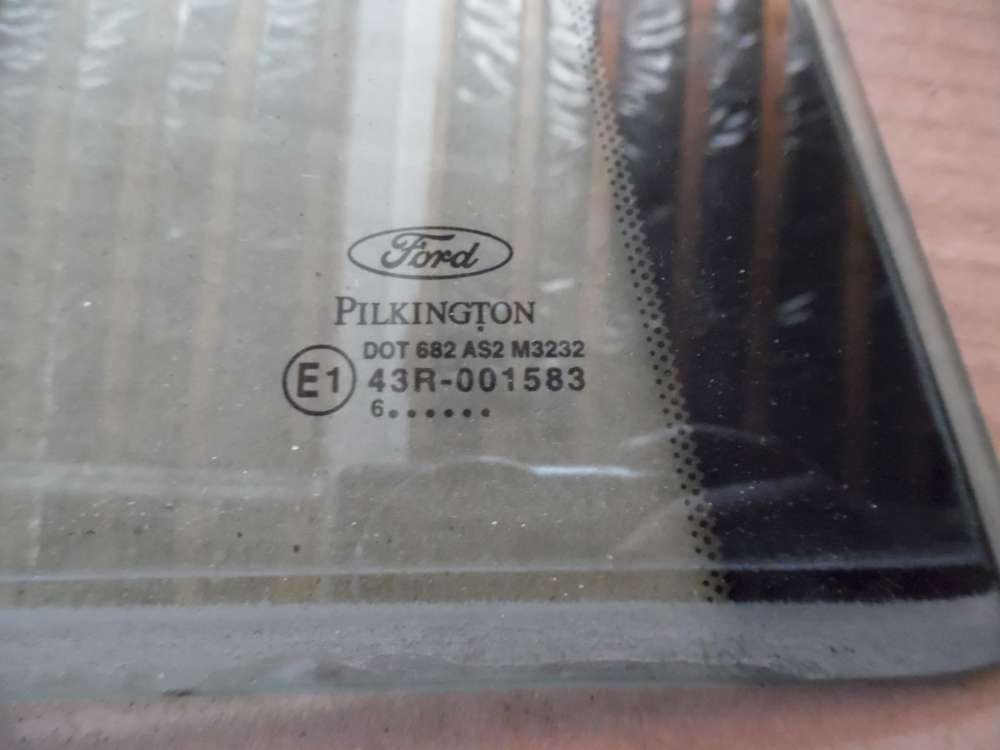 Ford
PILKINGTON
DOT 682 AS2 M3232
E1 43R-001583
6......